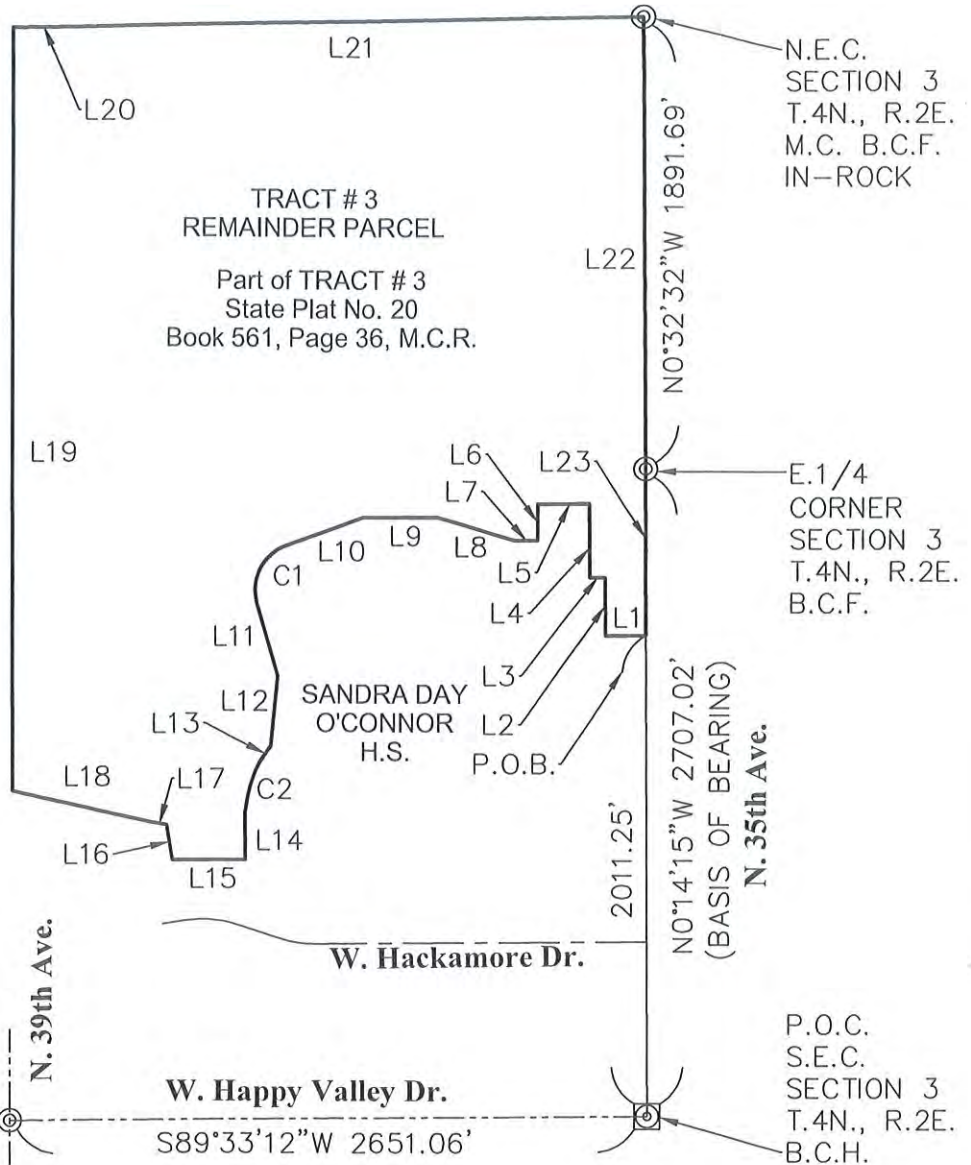 L21
L20
N.E.C.
SECTION 3
T.4N., R.2E.
M.C. B.C.F.
IN-ROCK
TRACT # 3
REMAINDER PARCEL
Part of TRACT # 3
State Plat No. 20
Book 561, Page 36, M.C.R.
L22
N0°32'32"W 1891.69'
L19
L6
L7
L23
E.1/4
CORNER
SECTION 3
T.4N., R.2E.
B.C.F.
L10
L9
L8
L5
C1
L4
L1
L11
L3
L12
SANDRA DAY
O'CONNOR
H.S.
L13
L2
P.O.B.
C2
L18
L17
L16
L14
L15
2011.25'
N0°14'15"W 2707.02'
(BASIS OF BEARING)
N. 35th Ave.
W. Hackamore Dr.
N. 39th Ave.
W. Happy Valley Dr.
S89°33'12"W 2651.06'
P.O.C.
S.E.C.
SECTION 3
T.4N., R.2E.
B.C.H.